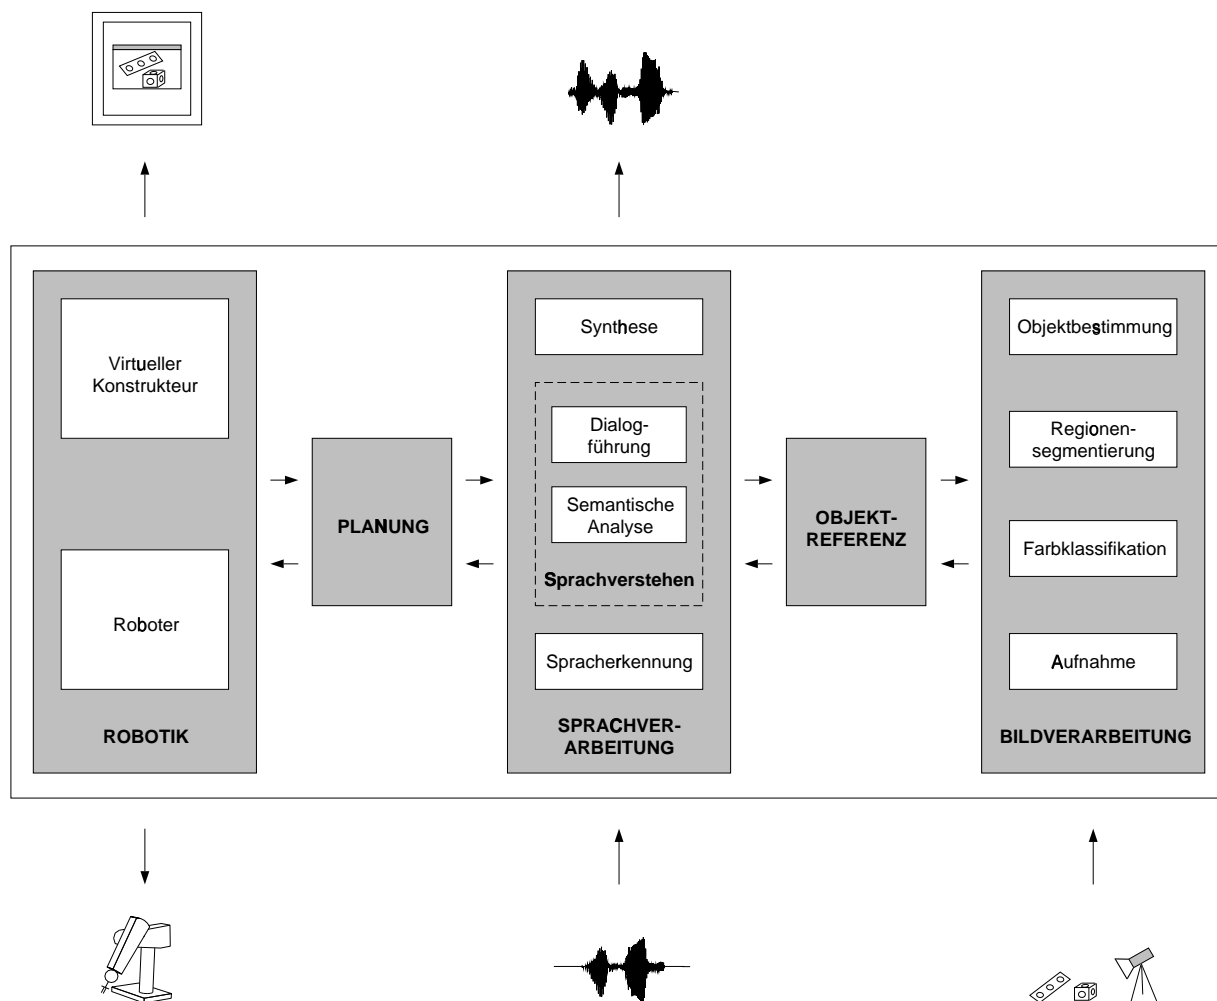 Virtueller
Konstrukteur
Roboter
ROBOTIK
PLANUNG
Synthese
Dialog-
führung
Semantische
Analyse
Sprachverstehen
Spracherkennung
SPRACHVER-
ARBEITUNG
OBJEKT-
REFERENZ
Objektbestimmung
Regionen-
segmentierung
Farbklassifikation
Aufnahme
BILDVERARBEITUNG